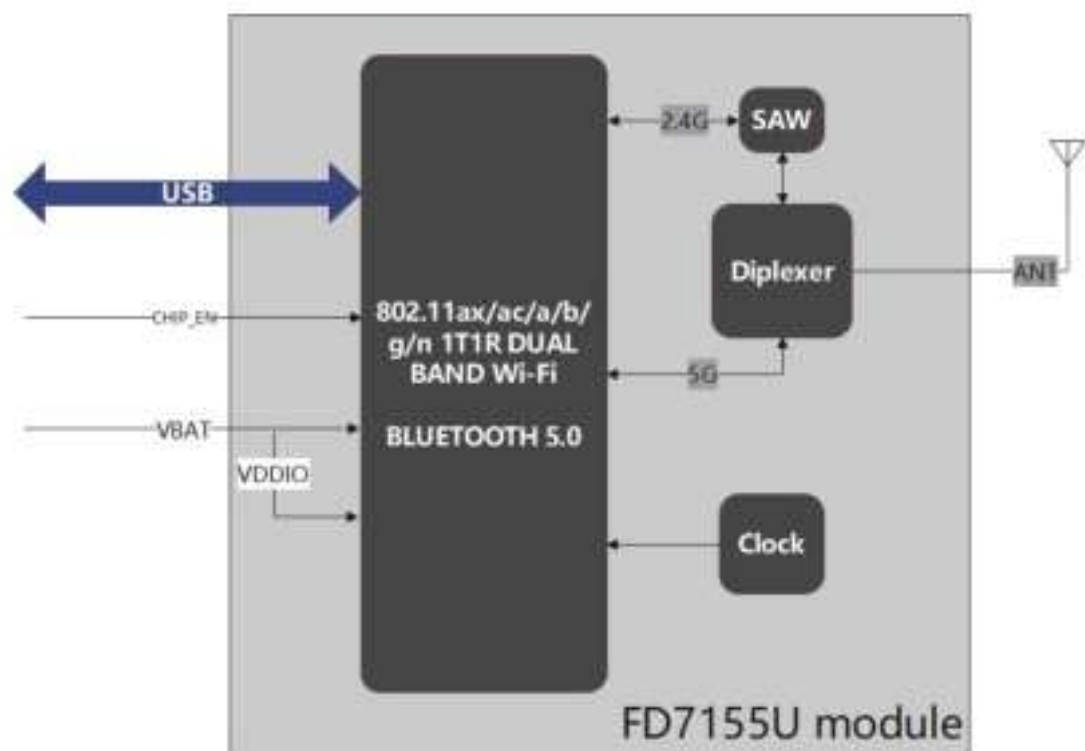 2.4G
SAW
USB
Diplexer
ANT
CHIP_EN
802.11ax/ac/a/b/
g/n 1T1R DUAL
BAND Wi-Fi
5G
VBAT
BLUETOOTH 5.0
VDDIO
Clock
FD7155U module